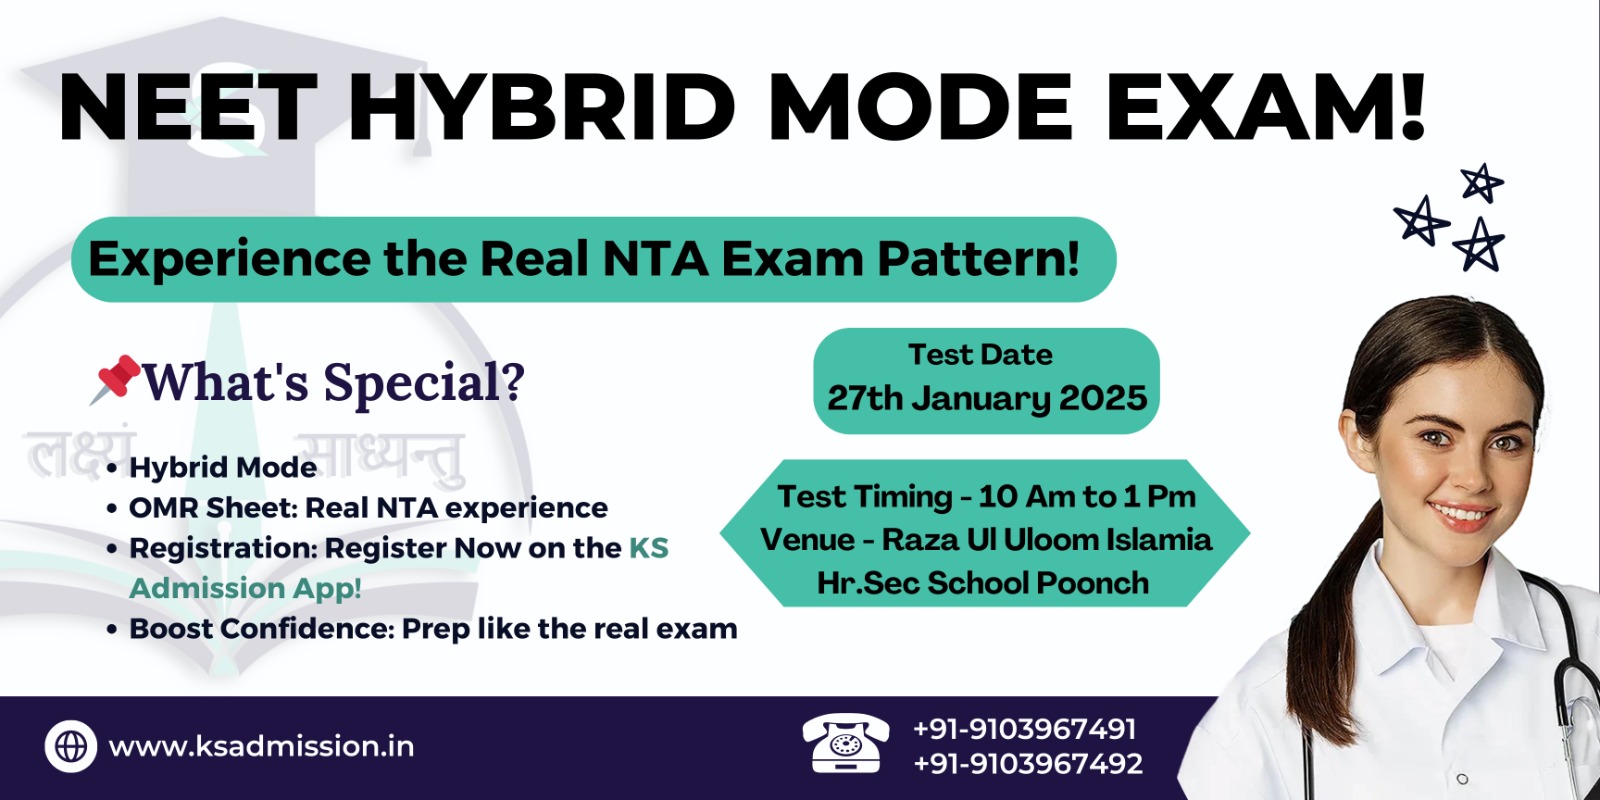 NEET HYBRID MODE EXAM!
Experience the Real NTA Exam Pattern!
What's Special?
लक्ष्यं साध्यन्तु
• Hybrid Mode
• OMR Sheet: Real NTA experience
• Registration: Register Now on the KS
Admission App!
• Boost Confidence: Prep like the real exam
Test Date
27th January 2025
Test Timing - 10 Am to 1 Pm
Venue - Raza Ul Uloom Islamia
Hr.Sec School Poonch
www.ksadmission.in
+91-9103967491
+91-9103967492